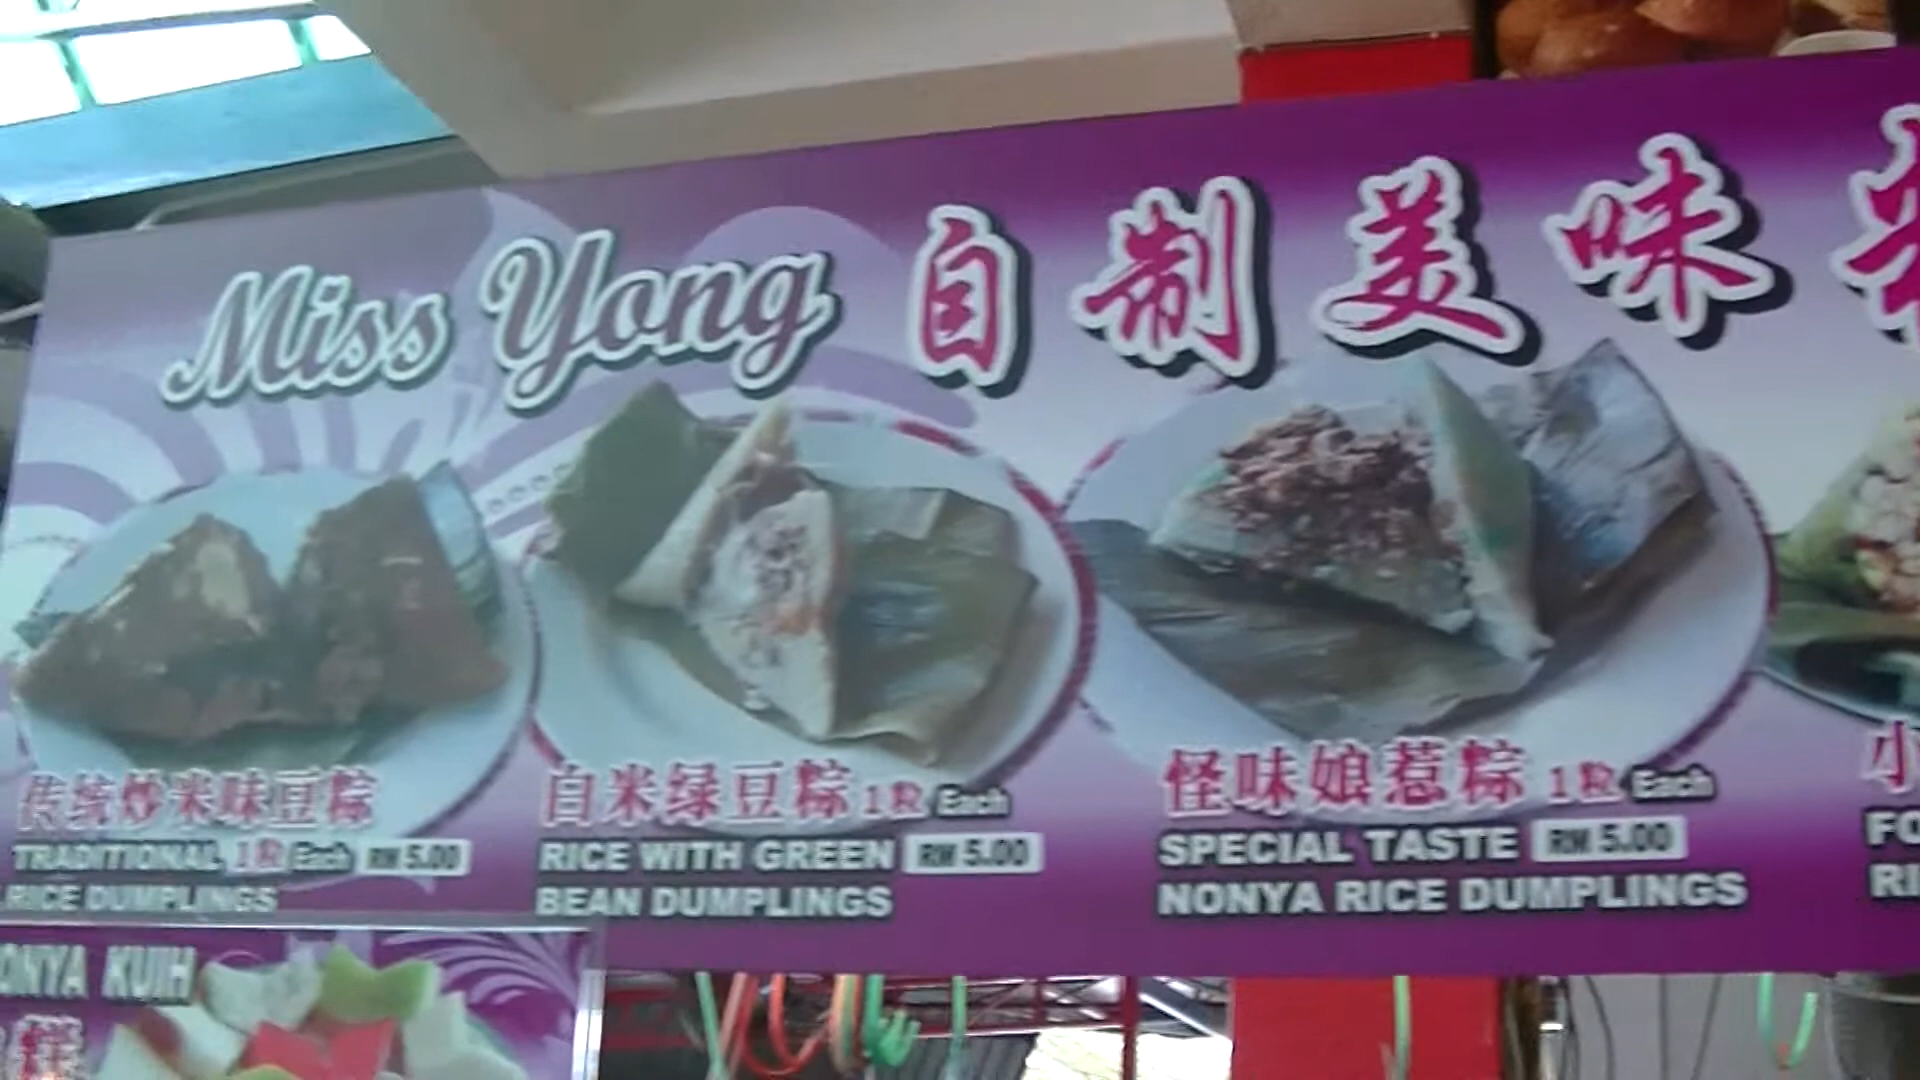 Miss Yong 自制美味
传统炒米味豆粽
TRADITIONAL 1粒 Each RM 5.00
RICE DUMPLINGS
白米绿豆粽 1粒 Each
RICE WITH GREEN RM 5.00
BEAN DUMPLINGS
怪味娘惹粽 1粒 Each
SPECIAL TASTE RM 5.00
NONYA RICE DUMPLINGS
小
KUIH